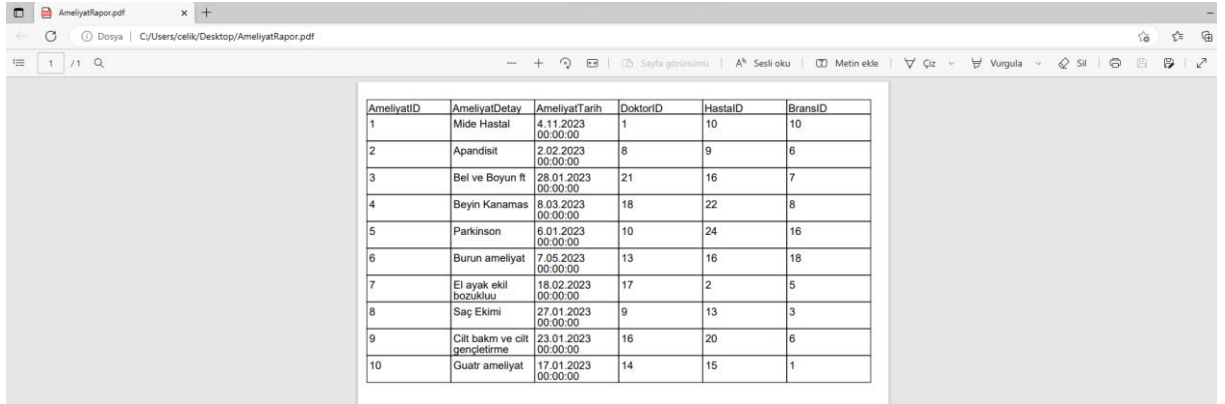 AmeliyatRapor.pdf
Dosya C:/Users/celik/Desktop/AmeliyatRapor.pdf
1 /1 Sayfa görünümü Sesli oku Metin ekle Çiz Vurgula Sil
AmeliyatID AmeliyatDetay AmeliyatTarih DoktorID HastaID BransID
1 Mide Hastal 4.11.2023 1 10 10
00:00:00
2 Apandisit 2.02.2023 8 9 6
00:00:00
3 Bel ve Boyun ft 28.01.2023 21 16 7
00:00:00
4 Beyin Kanamas 8.03.2023 18 22 8
00:00:00
5 Parkinson 6.01.2023 10 24 16
00:00:00
6 Burun ameliyat 7.05.2023 13 16 18
00:00:00
7 El ayak ekil 18.02.2023 17 2 5
bozukluu 00:00:00
8 Saç Ekimi 27.01.2023 9 13 3
00:00:00
9 Cilt bakm ve cilt 23.01.2023 16 20 6
gençletirme 00:00:00
10 Guatr ameliyat 17.01.2023 14 15 1
00:00:00